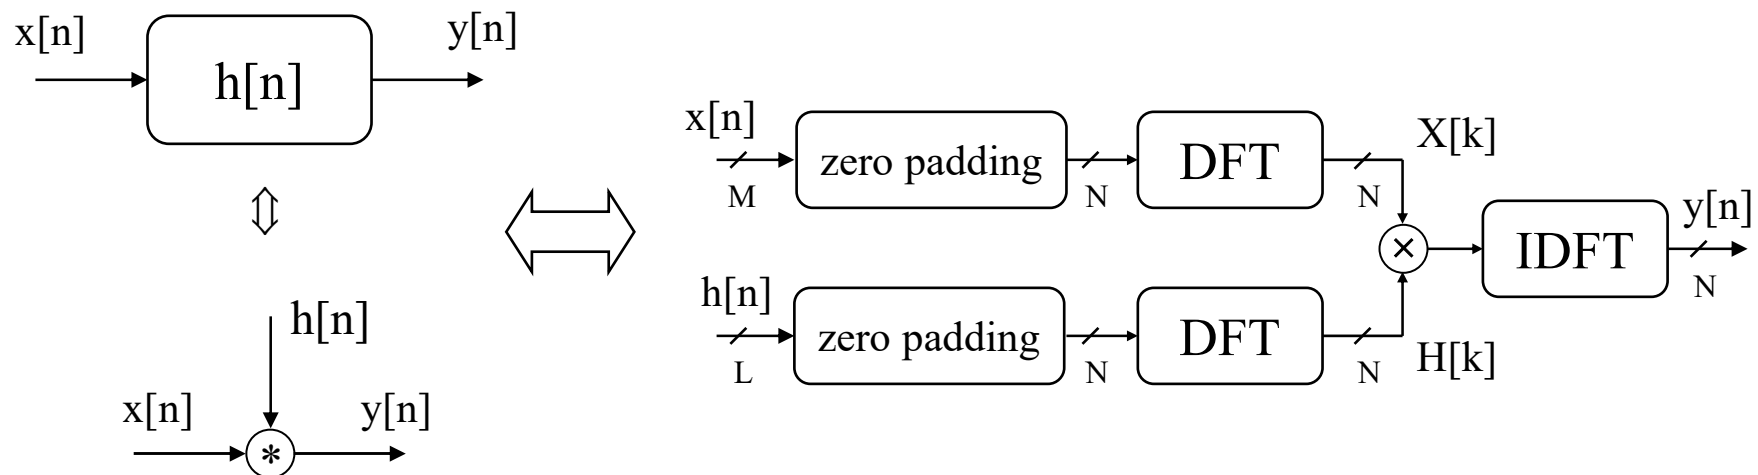 x[n]
h[n]
y[n]
h[n]
x[n]
*
y[n]
x[n]
M
zero padding
N
DFT
N
X[k]
h[n]
L
zero padding
N
DFT
N
H[k]
×
IDFT
y[n]
N